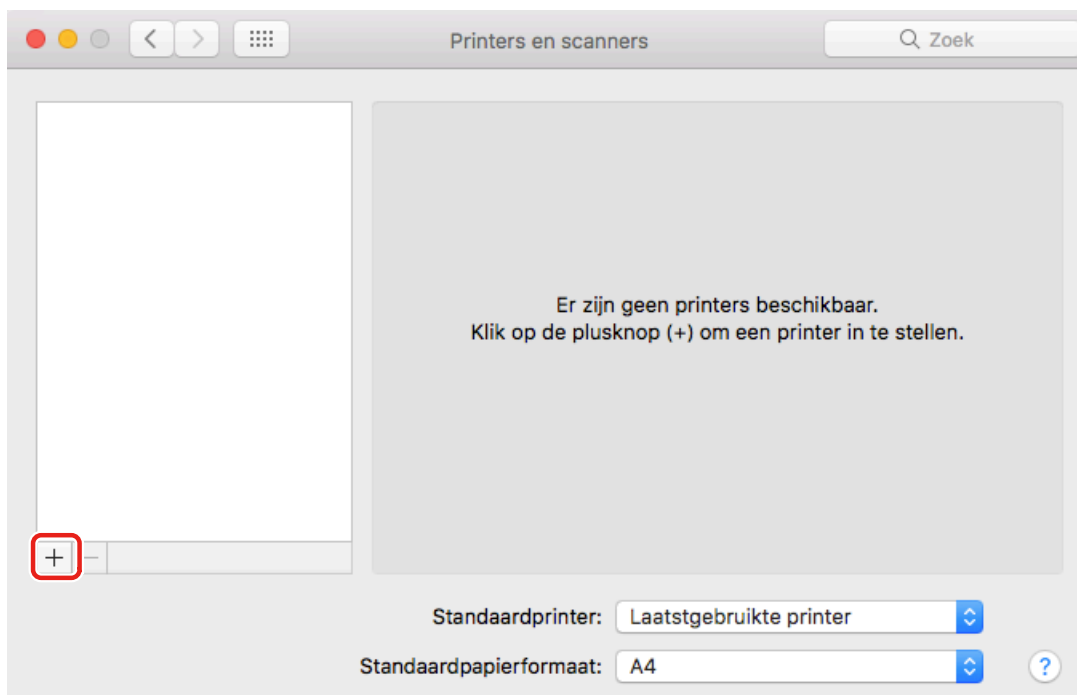 Printers en scanners
Zoek
Er zijn geen printers beschikbaar.
Klik op de plusknop (+) om een printer in te stellen.
+ −
Standaardprinter: Laatstgebruikte printer
Standaardpapierformaat: A4
?